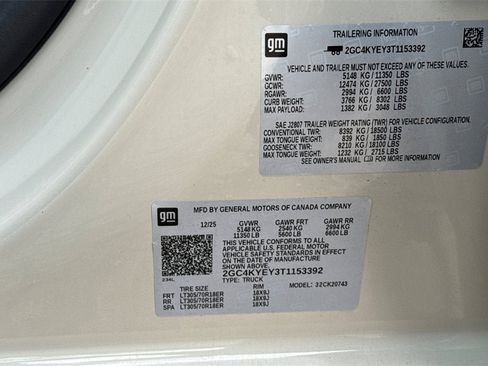 gm
TRAILERING INFORMATION
2GC4KYEY3T1153392
VEHICLE AND TRAILER MUST NOT EXCEED ANY OF THESE VALUES.
GVWR: 5148 KG / 11350 LBS
GCWR: 12474 KG / 27500 LBS
RGAWR: 2994 KG / 6600 LBS
CURB WEIGHT: 3766 KG / 8302 LBS
MAX PAYLOAD: 1382 KG / 3048 LBS
SAE J2807 TRAILER WEIGHT RATING (TWR) FOR VEHICLE CONFIGURATION.
CONVENTIONAL TWR: 8392 KG / 18500 LBS
MAX TONGUE WEIGHT: 839 KG / 1850 LBS
GOOSENECK TWR: 8210 KG / 18100 LBS
MAX TONGUE WEIGHT: 1232 KG / 2715 LBS
SEE OWNER'S MANUAL FOR MORE INFORMATION.
gm
MFD BY GENERAL MOTORS OF CANADA COMPANY
12/25 GVWR GAWR FRT GAWR RR
5148 KG 2540 KG 2994 KG
11350 LB 5600 LB 6600 LB
THIS VEHICLE CONFORMS TO ALL
APPLICABLE U.S. FEDERAL MOTOR
VEHICLE SAFETY STANDARDS IN EFFECT
ON THE DATE OF MANUFACTURE
SHOWN ABOVE.
2GC4KYEY3T1153392
TYPE: TRUCK
234L
RIM MODEL: 32CK20743
FRT LT305/70R18ER 18X9J
RR LT305/70R18ER 18X9J
SPA LT305/70R18ER 18X9J